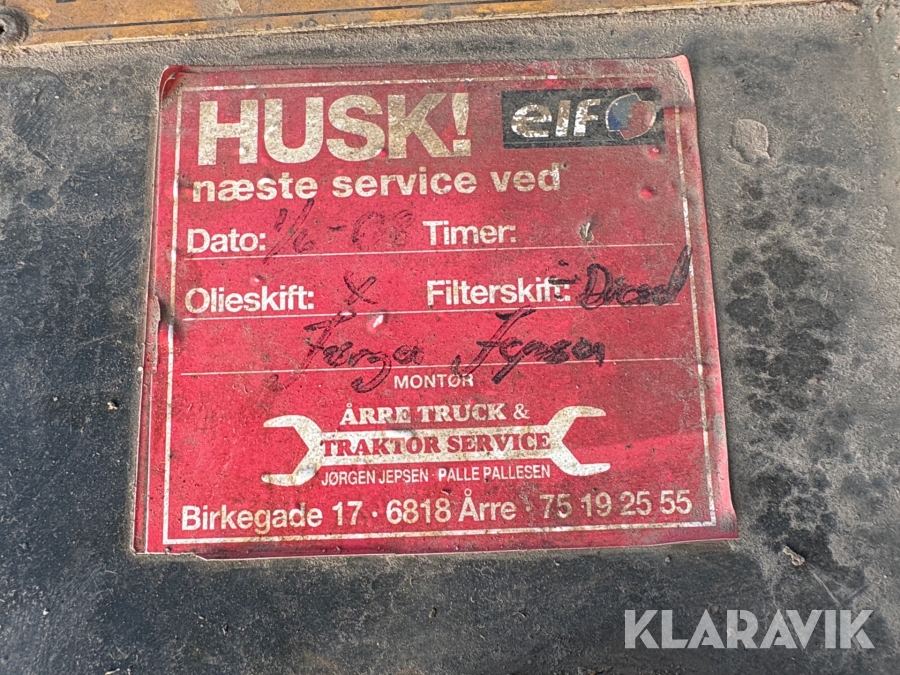 HUSK! elf
næste service ved
Dato: 1/6-08 Timer:
Olieskift: x Filterskift: Diesel
Jørgen Jepsen
MONTØR
ÅRRE TRUCK &
TRAKTOR SERVICE
JØRGEN JEPSEN · PALLE PALLESEN
Birkegade 17 · 6818 Årre · 75 19 25 55
KLARAVIK